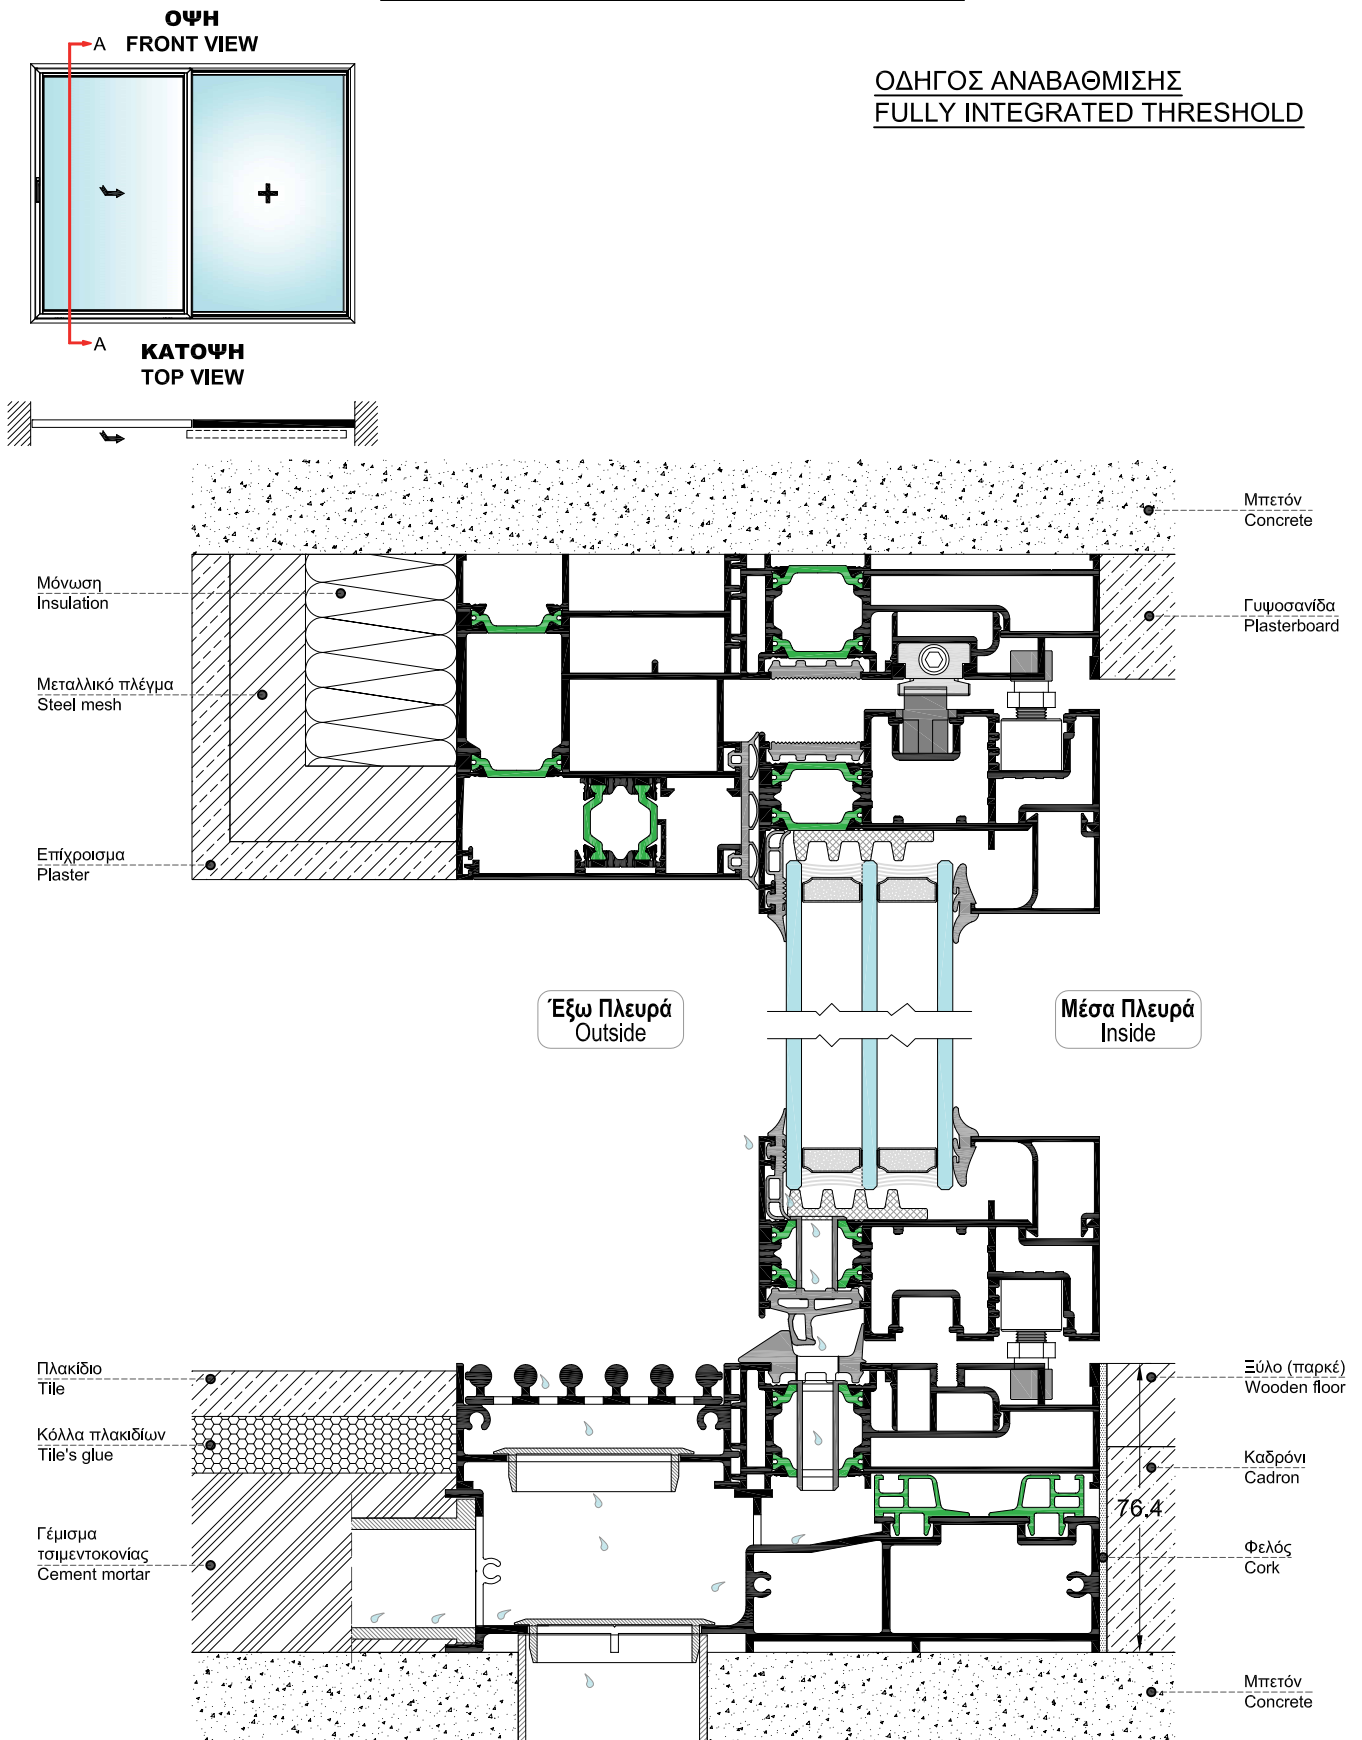 ΟΨΗ
FRONT VIEW
A
A
ΚΑΤΟΨΗ
TOP VIEW
ΟΔΗΓΟΣ ΑΝΑΒΑΘΜΙΣΗΣ
FULLY INTEGRATED THRESHOLD
Μπετόν
Concrete
Μόνωση
Insulation
Γυψοσανίδα
Plasterboard
Μεταλλικό πλέγμα
Steel mesh
Επίχροισμα
Plaster
Έξω Πλευρά
Outside
Μέσα Πλευρά
Inside
Πλακίδιο
Tile
Ξύλο (παρκέ)
Wooden floor
Κόλλα πλακιδίων
Tile's glue
Καδρόνι
Cadron
76.4
Γέμισμα
τσιμεντοκονίας
Cement mortar
Φελός
Cork
Μπετόν
Concrete